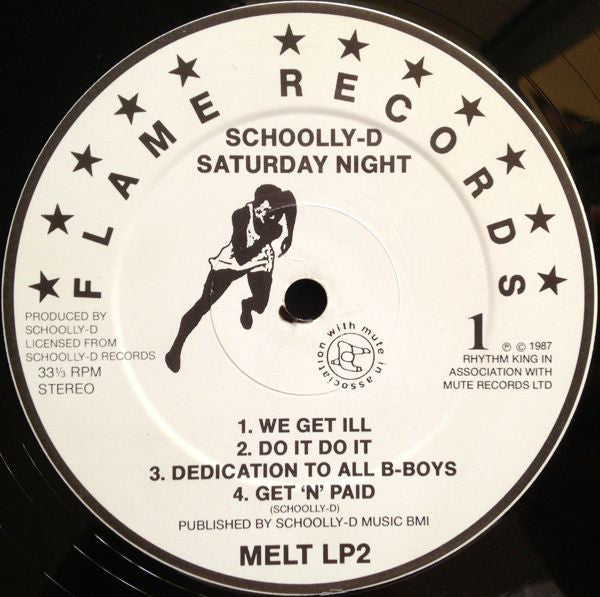 FLAME RECORDS
SCHOOLLY-D
SATURDAY NIGHT
PRODUCED BY
SCHOOLLY-D
LICENSED FROM
SCHOOLLY-D RECORDS
33⅓ RPM
STEREO
in association with mute
1
℗ © 1987
RHYTHM KING IN
ASSOCIATION WITH
MUTE RECORDS LTD
1. WE GET ILL
2. DO IT DO IT
3. DEDICATION TO ALL B-BOYS
4. GET ‘N’ PAID
(SCHOOLLY-D)
PUBLISHED BY SCHOOLLY-D MUSIC BMI
MELT LP2